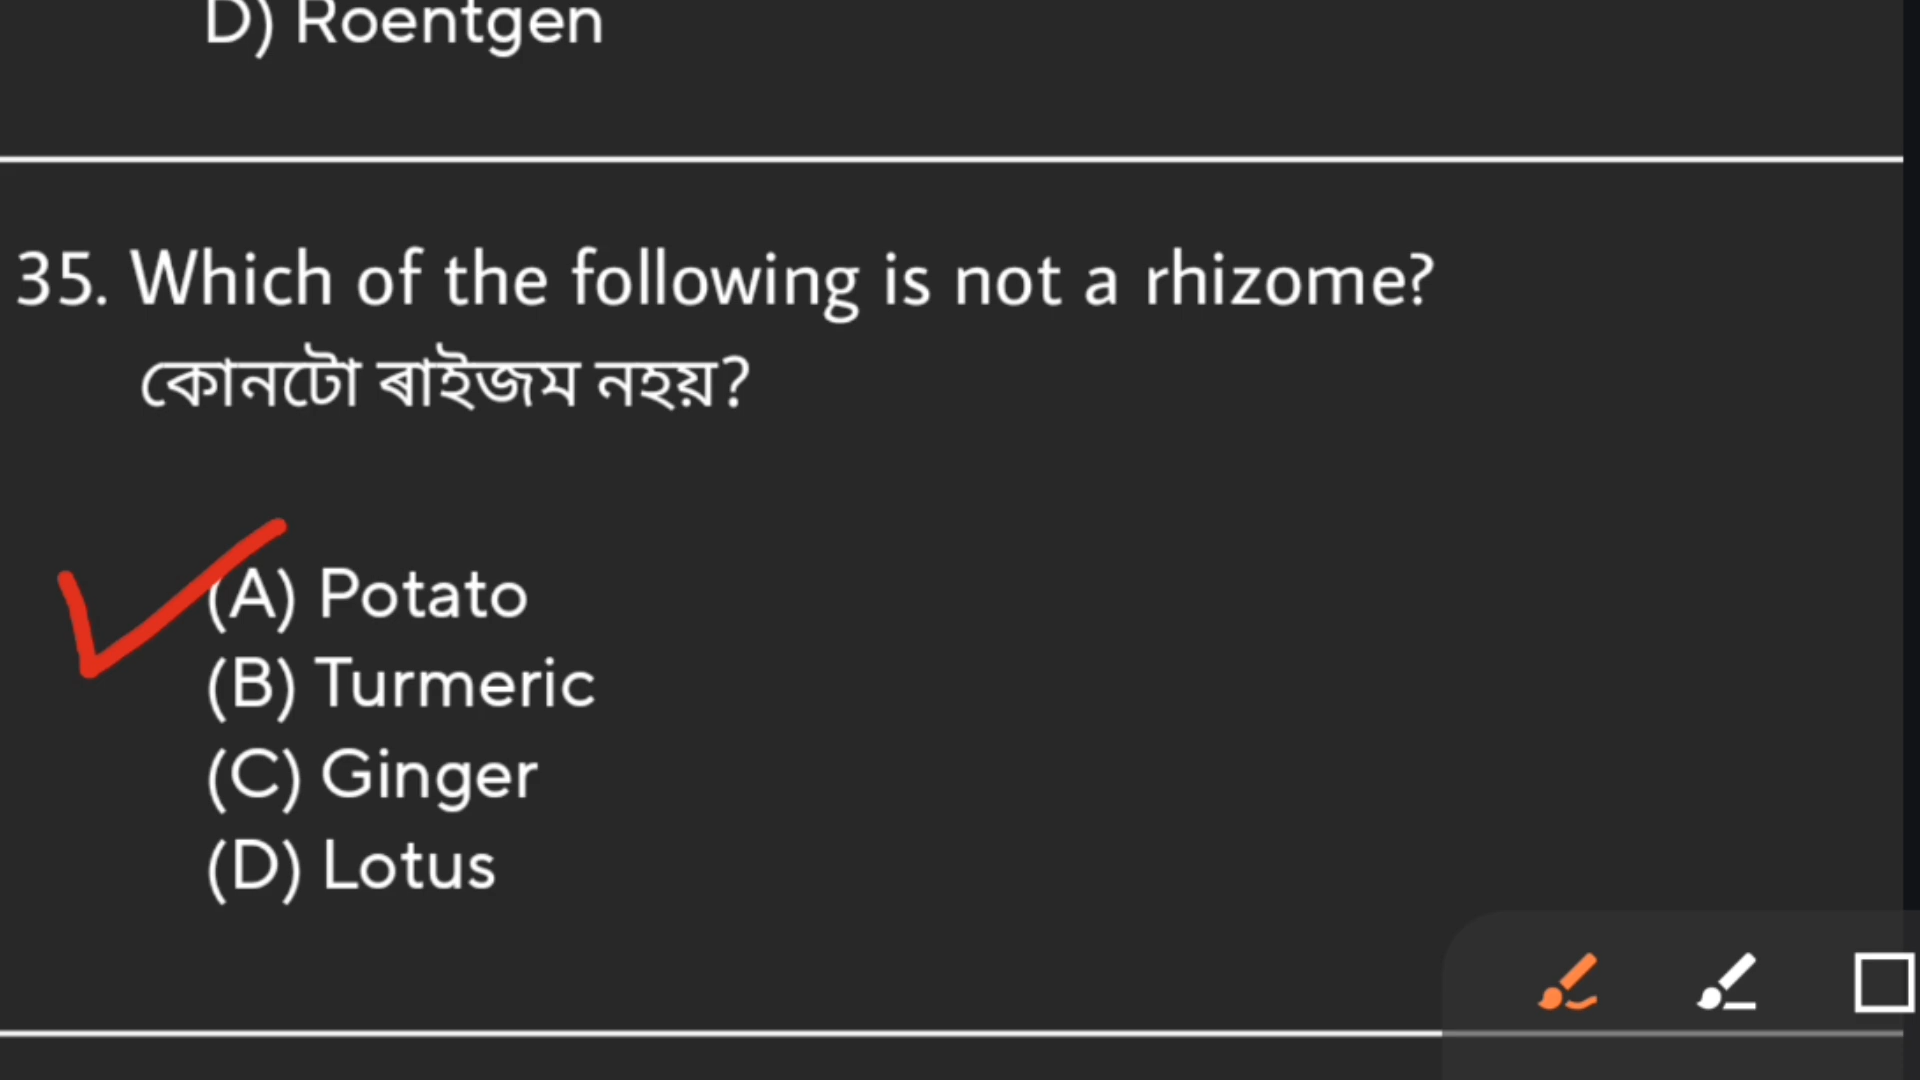 D) Roentgen
35. Which of the following is not a rhizome?
কোনটো ৰাইজম নহয়?
(A) Potato
(B) Turmeric
(C) Ginger
(D) Lotus